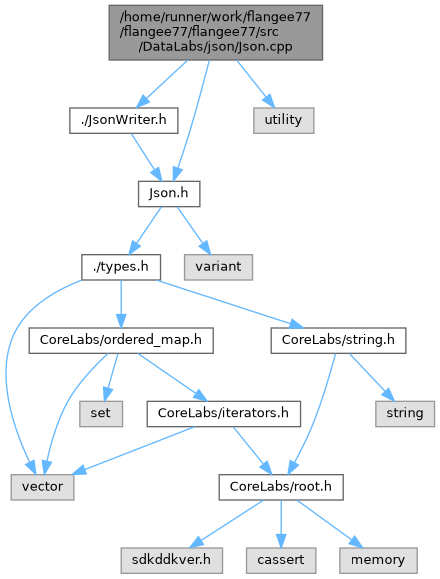 /home/runner/work/flangee77
/flangee77/flangee77/src
/DataLabs/json/Json.cpp
./JsonWriter.h
utility
Json.h
./types.h
variant
CoreLabs/ordered_map.h
CoreLabs/string.h
set
CoreLabs/iterators.h
string
vector
CoreLabs/root.h
sdkddkver.h
cassert
memory